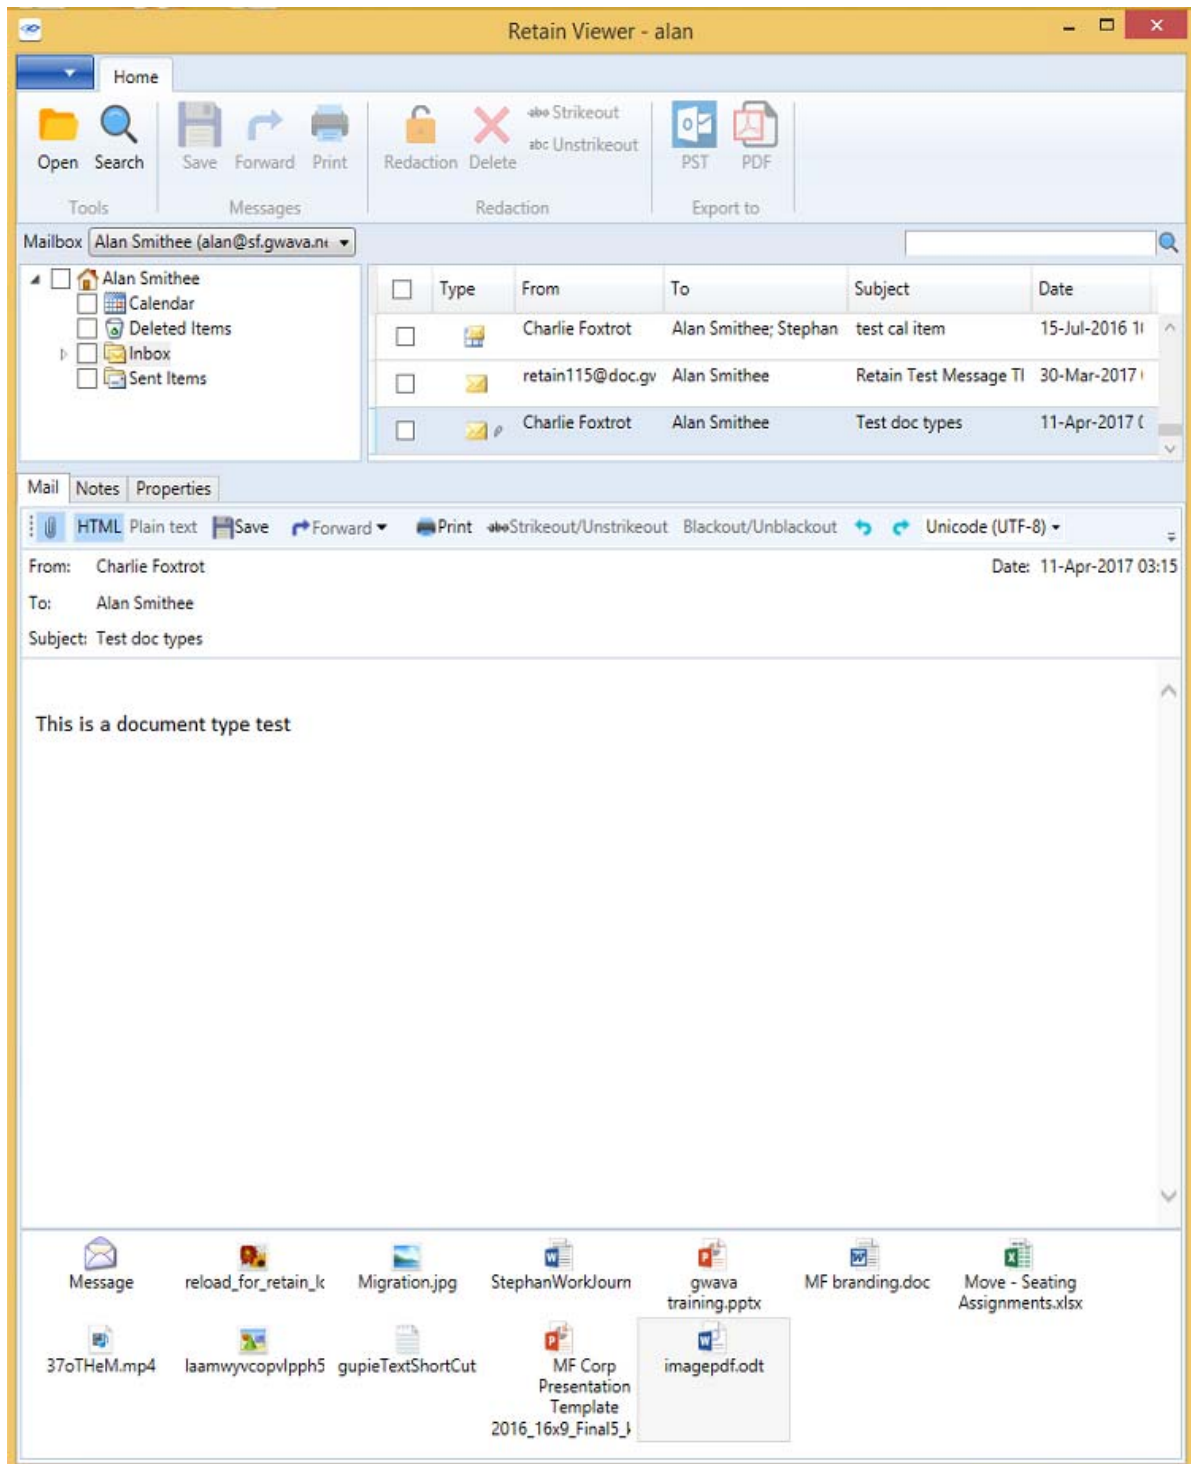 Retain Viewer - alan
Home
Open Search Save Forward Print Redaction Delete abc Strikeout abc Unstrikeout PST PDF
Tools Messages Redaction Export to
Mailbox Alan Smithee (alan@sf.gwava.ne
Alan Smithee
Calendar
Deleted Items
Inbox
Sent Items
Type From To Subject Date
Charlie Foxtrot Alan Smithee; Stephan test cal item 15-Jul-2016 1
retain115@doc.gv Alan Smithee Retain Test Message 30-Mar-2017
Charlie Foxtrot Alan Smithee Test doc types 11-Apr-2017
Mail Notes Properties
HTML Plain text Save Forward Print abc Strikeout/Unstrikeout Blackout/Unblackout Unicode (UTF-8)
From: Charlie Foxtrot Date: 11-Apr-2017 03:15
To: Alan Smithee
Subject: Test doc types
This is a document type test
Message reload_for_retain_lc Migration.jpg StephanWorkJourn gwava training.pptx MF branding.doc Move - Seating Assignments.xlsx
37oTHeM.mp4 laamwyvcopvlpph5 gupieTextShortCut MF Corp Presentation Template 2016_16x9_Final5_k imagepdf.odt